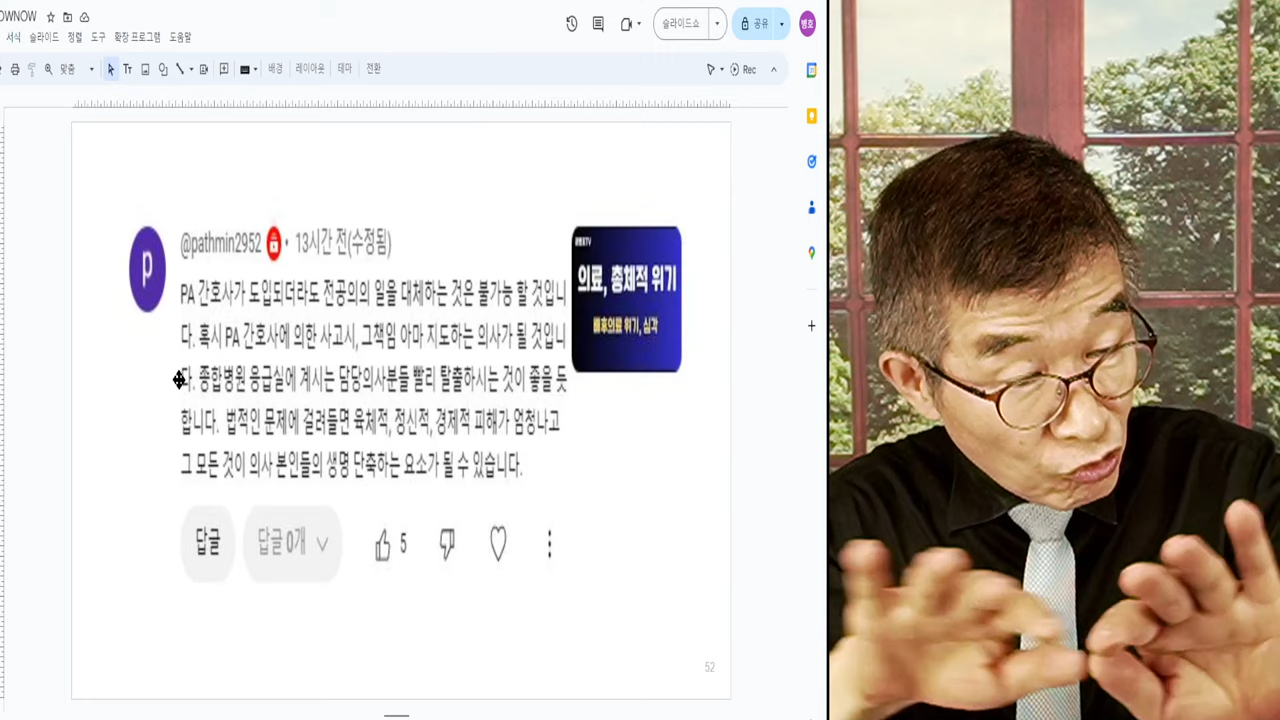 OWNOW
서식 슬라이드 정렬 도구 확장 프로그램 도움말
슬라이드쇼
공유
병호
맞춤
배경 레이아웃 테마 전환
Rec
p
@pathmin2952 · 13시간 전(수정됨)
PA 간호사가 도입되더라도 전공의의 일을 대체하는 것은 불가능 할 것입니
다. 혹시 PA 간호사에 의한 사고시, 그책임 아마 지도하는 의사가 될 것입니
다. 종합병원 응급실에 계시는 담당의사분들 빨리 탈출하시는 것이 좋을 듯
합니다. 법적인 문제에 걸려들면 육체적, 정신적, 경제적 피해가 엄청나고
그 모든 것이 의사 본인들의 생명 단축하는 요소가 될 수 있습니다.
의료, 총체적 위기
위기, 심각
답글
답글 0개
5
52